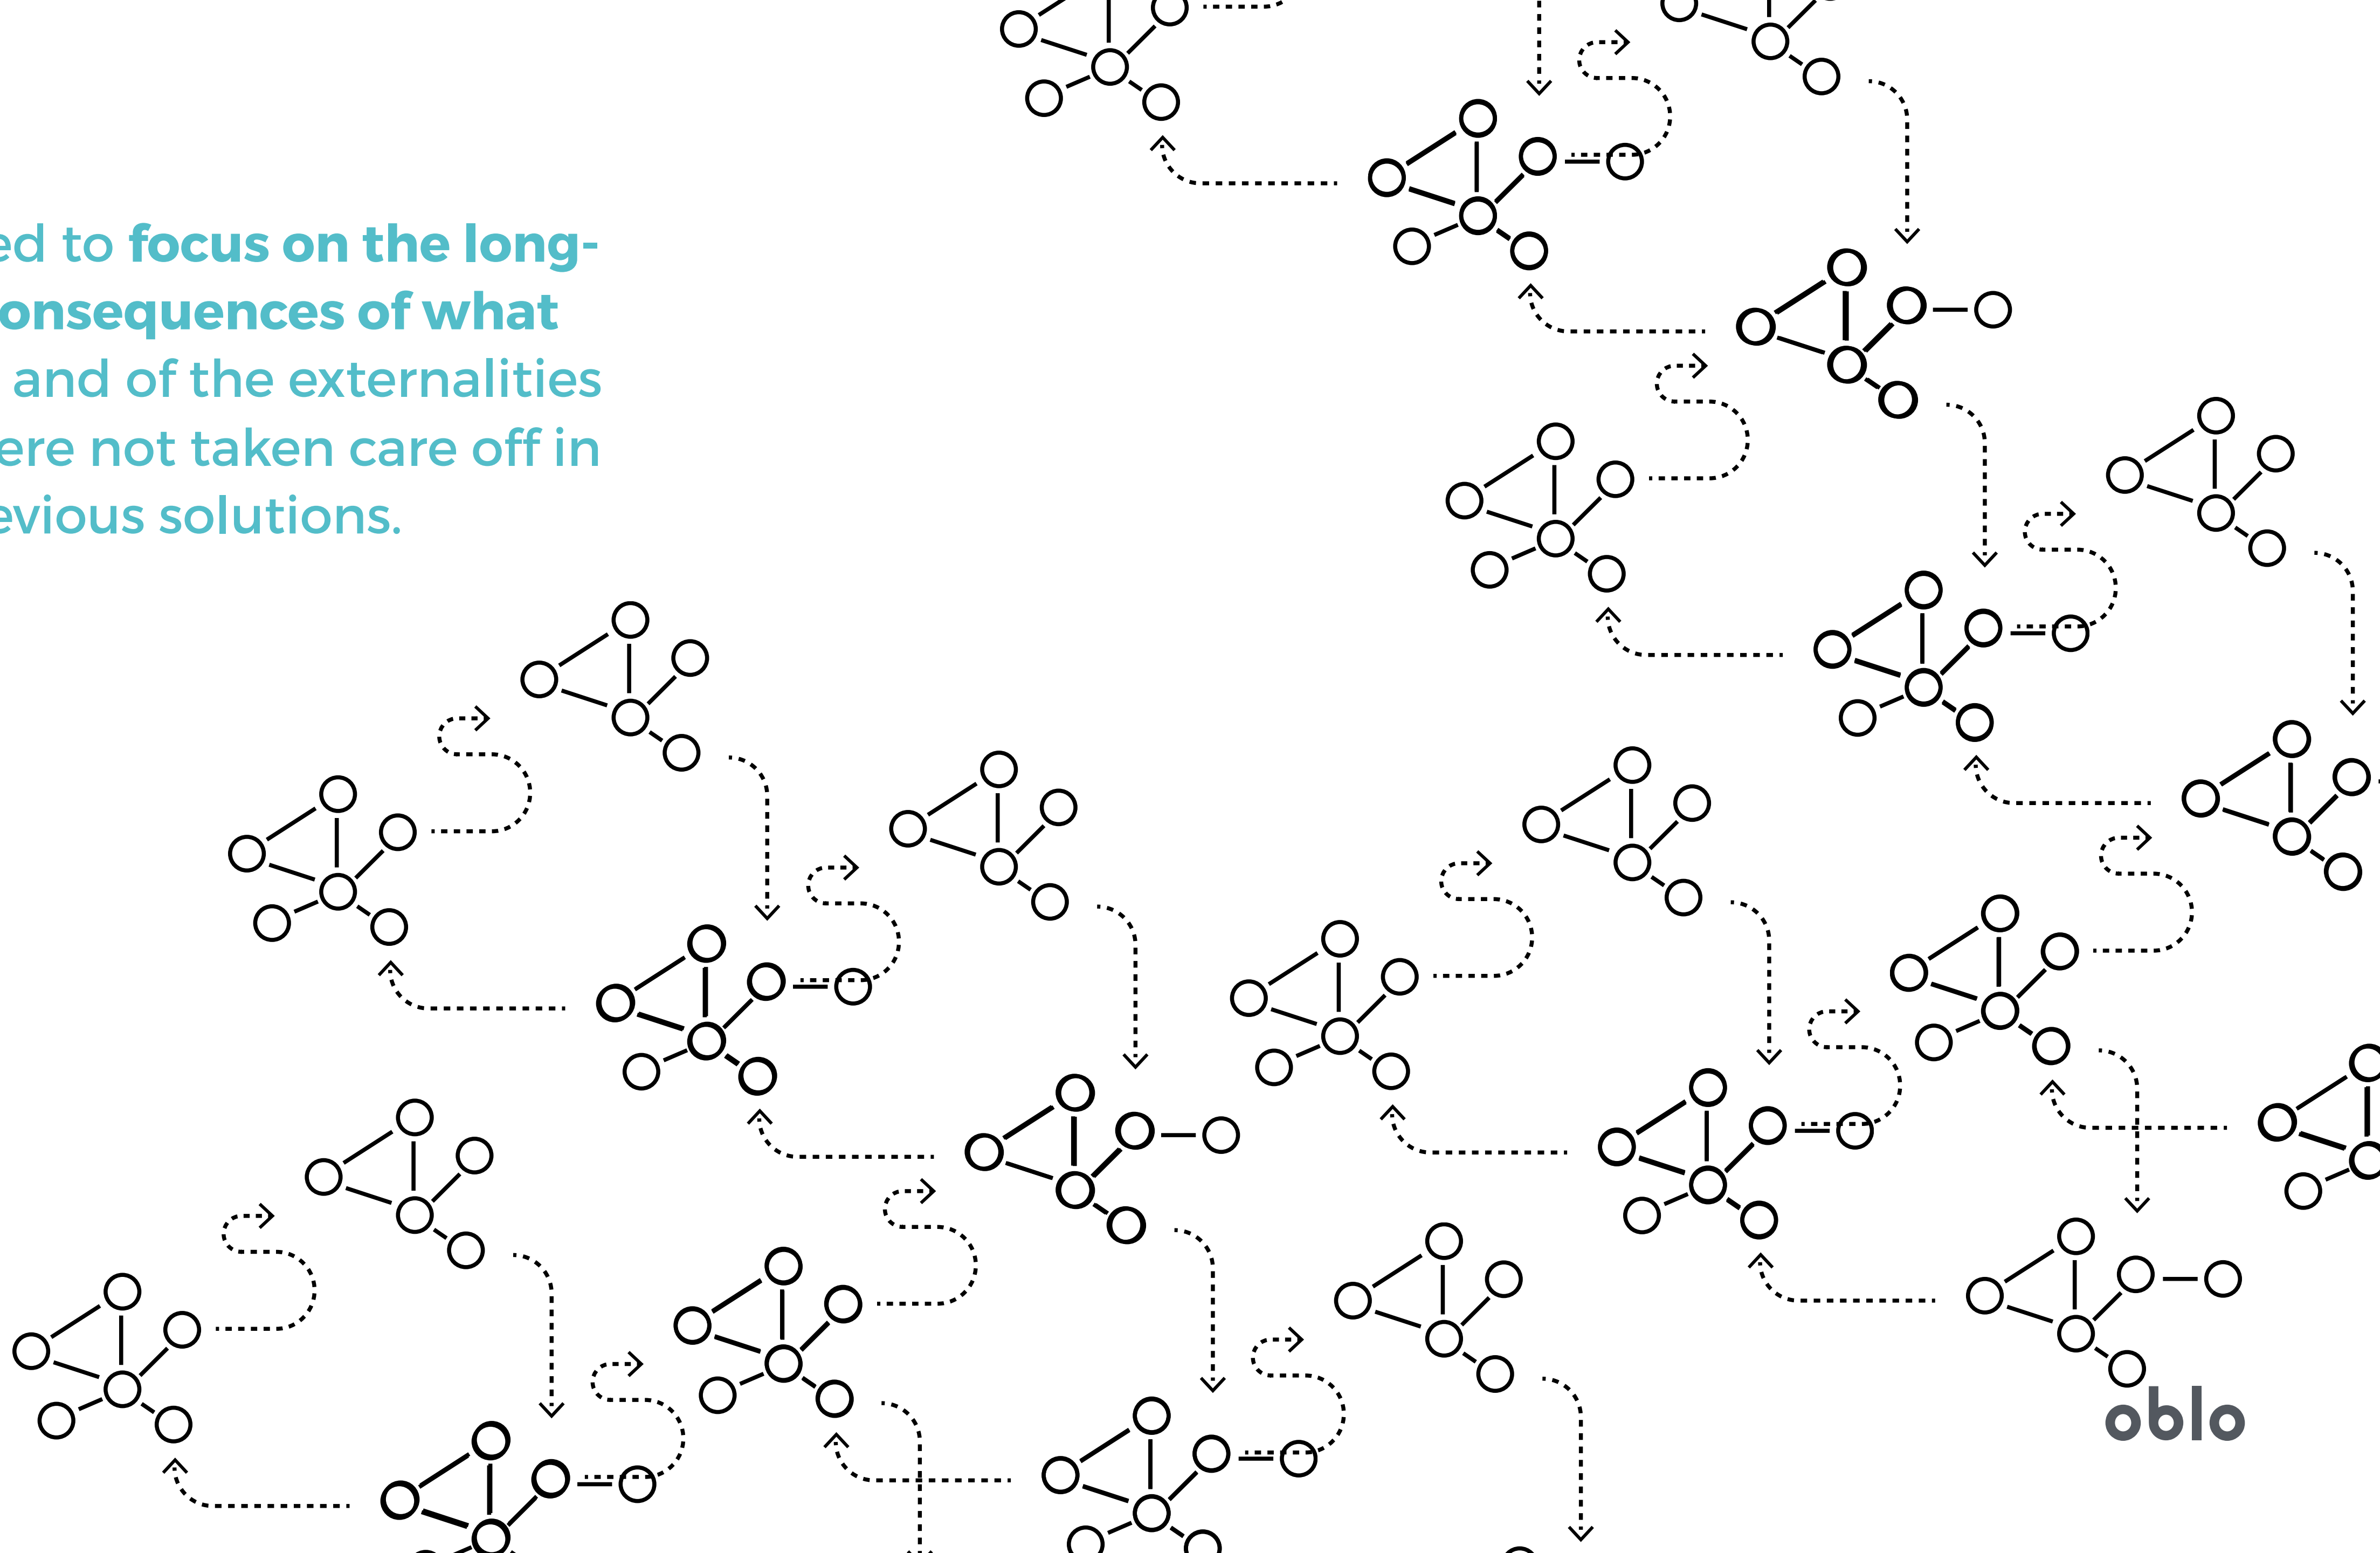 ed to focus on the long-
onsequences of what
and of the externalities
ere not taken care off in
evious solutions.
oblo